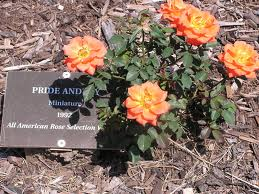 PRIDE AND
Miniature
1992
All American Rose Selection